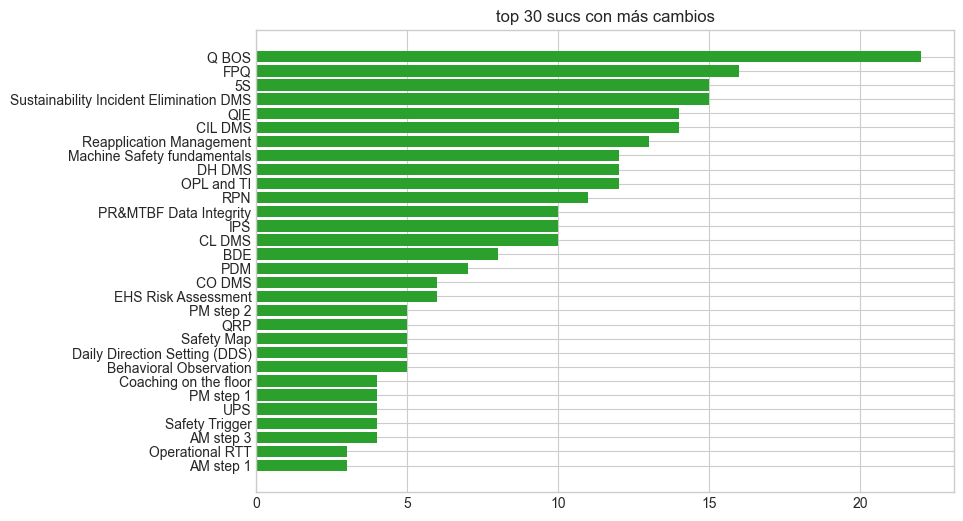 top 30 sucs con más cambios
Q BOS
FPQ
5S
Sustainability Incident Elimination DMS
QIE
CIL DMS
Reapplication Management
Machine Safety fundamentals
DH DMS
OPL and TI
RPN
PR&MTBF Data Integrity
IPS
CL DMS
BDE
PDM
CO DMS
EHS Risk Assessment
PM step 2
QRP
Safety Map
Daily Direction Setting (DDS)
Behavioral Observation
Coaching on the floor
PM step 1
UPS
Safety Trigger
AM step 3
Operational RTT
AM step 1
0 5 10 15 20